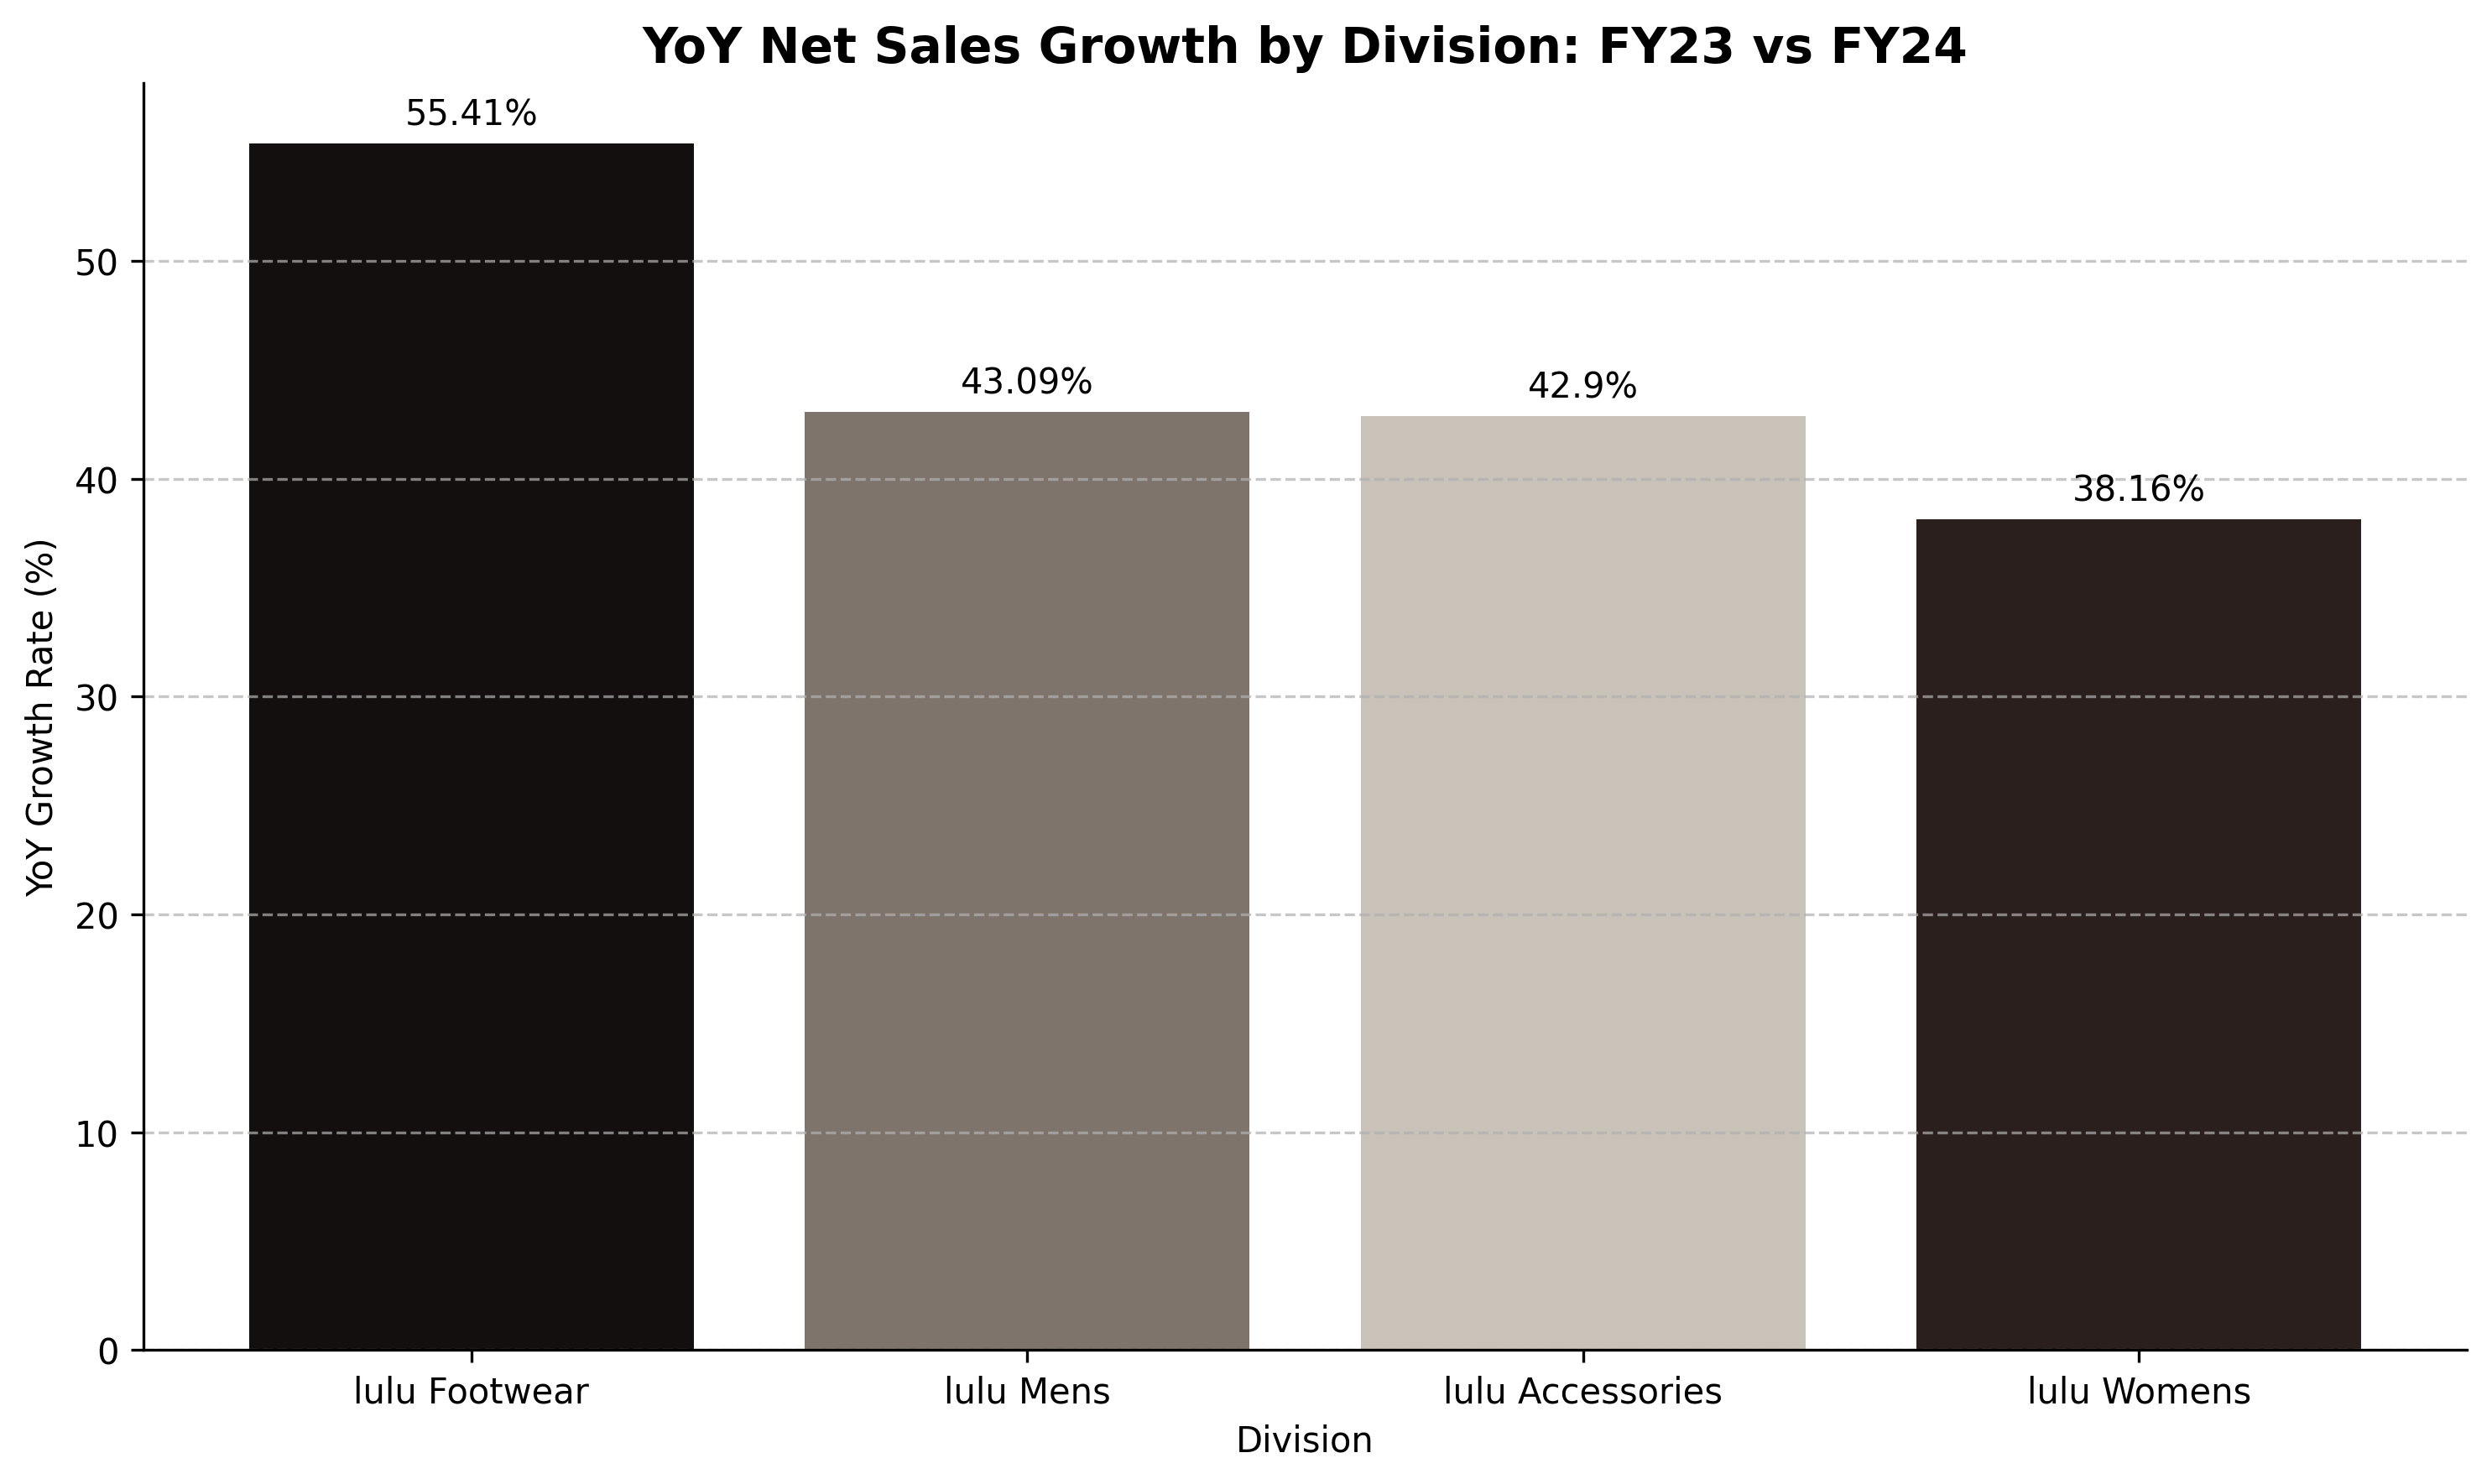 YoY Net Sales Growth by Division: FY23 vs FY24
55.41%
43.09%
42.9%
38.16%
50
40
30
20
10
0
YoY Growth Rate (%)
lulu Footwear
lulu Mens
lulu Accessories
lulu Womens
Division